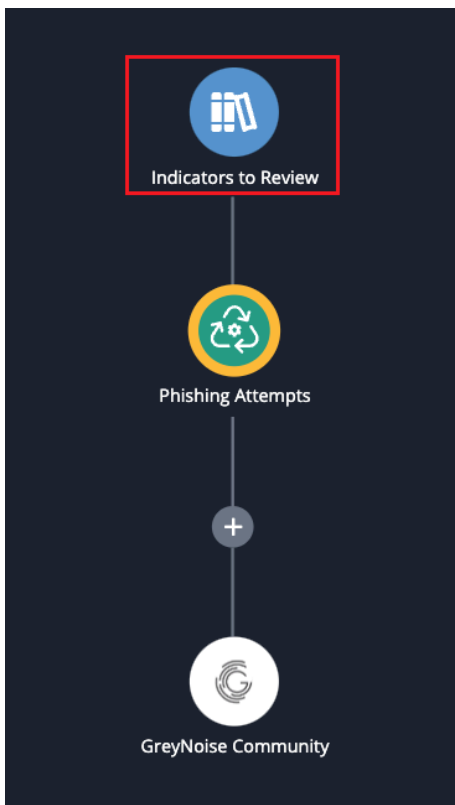 Indicators to Review
Phishing Attempts
+
GreyNoise Community